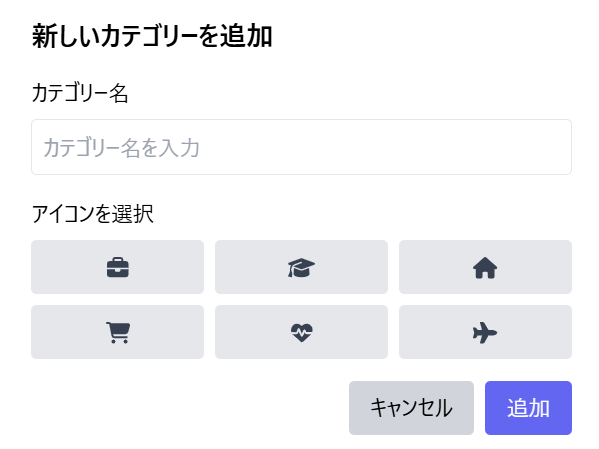 新しいカテゴリーを追加
カテゴリー名
カテゴリー名を入力
アイコンを選択
キャンセル
追加